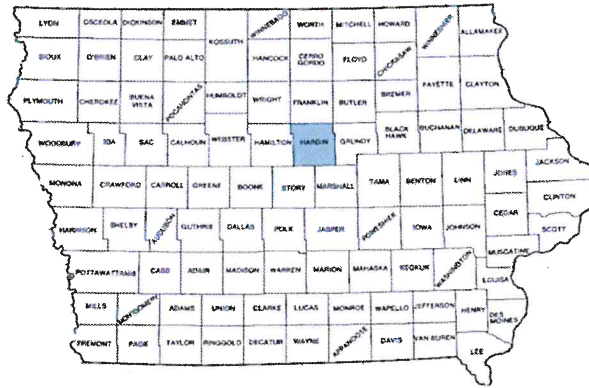 LYON OSCEOLA DICKINSON EMMET WINNEBAGO WORTH MITCHELL HOWARD WINNESHIEK ALLAMAKEE
KOSSUTH
SIOUX O'BRIEN CLAY PALO ALTO HANCOCK CERRO GORDO FLOYD CHICKASAW
FAYETTE CLAYTON
PLYMOUTH CHEROKEE BUENA VISTA POCAHONTAS HUMBOLDT WRIGHT FRANKLIN BUTLER BREMER
WOODBURY IDA SAC CALHOUN WEBSTER HAMILTON HARDIN GRUNDY BLACK HAWK BUCHANAN DELAWARE DUBUQUE
JACKSON
MONONA CRAWFORD CARROLL GREENE BOONE STORY MARSHALL TAMA BENTON LINN JONES
CLINTON
HARRISON SHELBY AUDUBON GUTHRIE DALLAS POLK JASPER POWESHIEK IOWA JOHNSON CEDAR
SCOTT
MUSCATINE
POTTAWATTAMIE CASS ADAIR MADISON WARREN MARION MAHASKA KEOKUK WASHINGTON
LOUISA
MILLS MONTGOMERY ADAMS UNION CLARKE LUCAS MONROE WAPELLO JEFFERSON HENRY DES MOINES
FREMONT PAGE TAYLOR RINGGOLD DECATUR WAYNE APPANOOSE DAVIS VAN BUREN
LEE